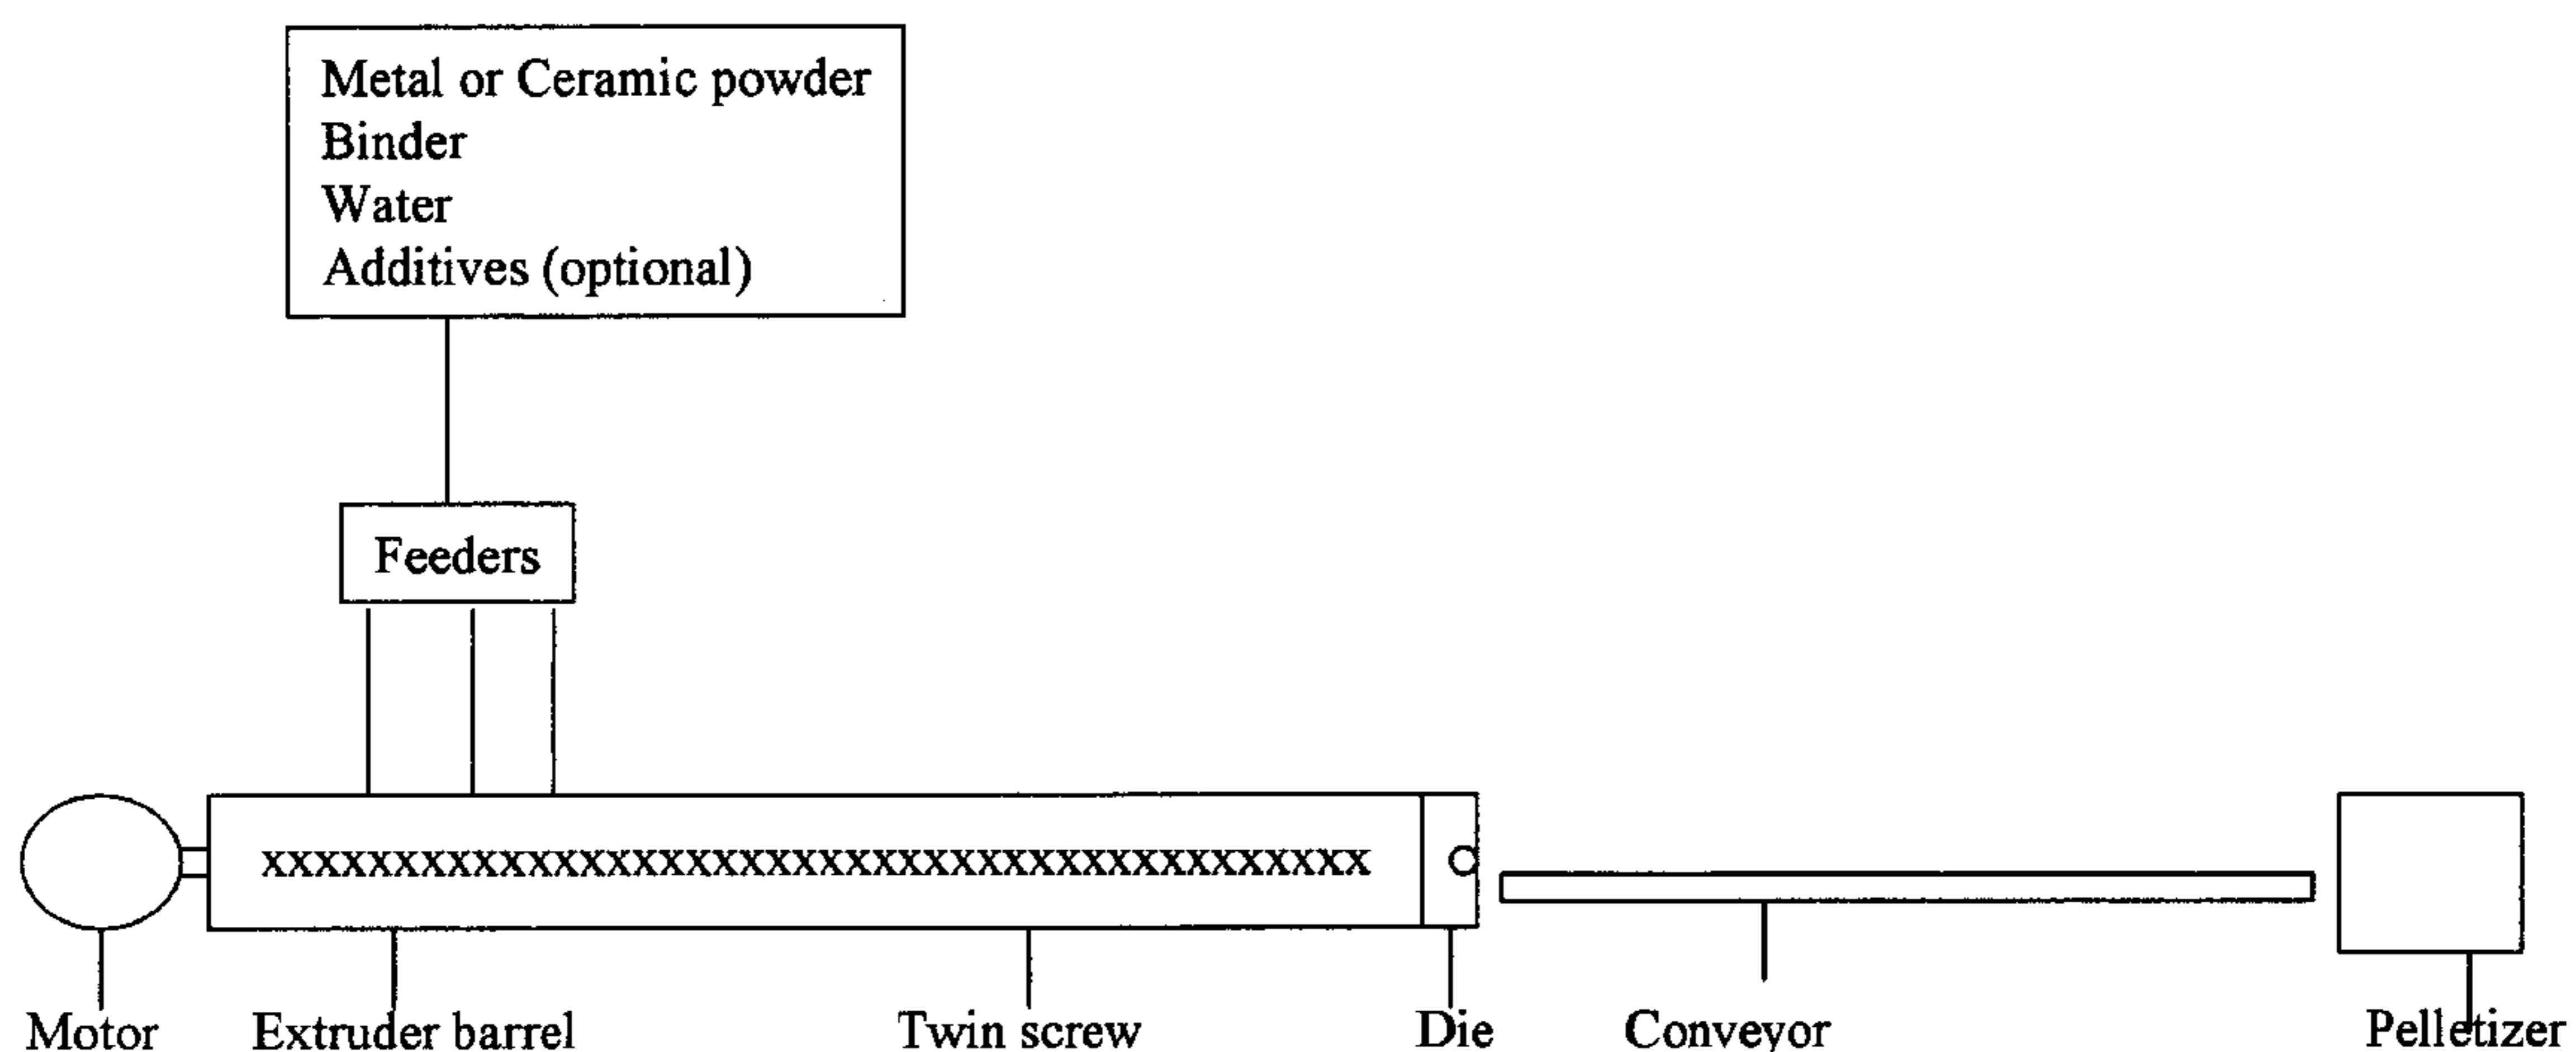 Metal or Ceramic powder
Binder
Water
Additives (optional)
Feeders
xxxxxxxxxxxxxxxxxxxxxxxxxxxxxxxxxxxxxxxxxx
Motor
Extruder barrel
Twin screw
Die
Conveyor
Pelletizer